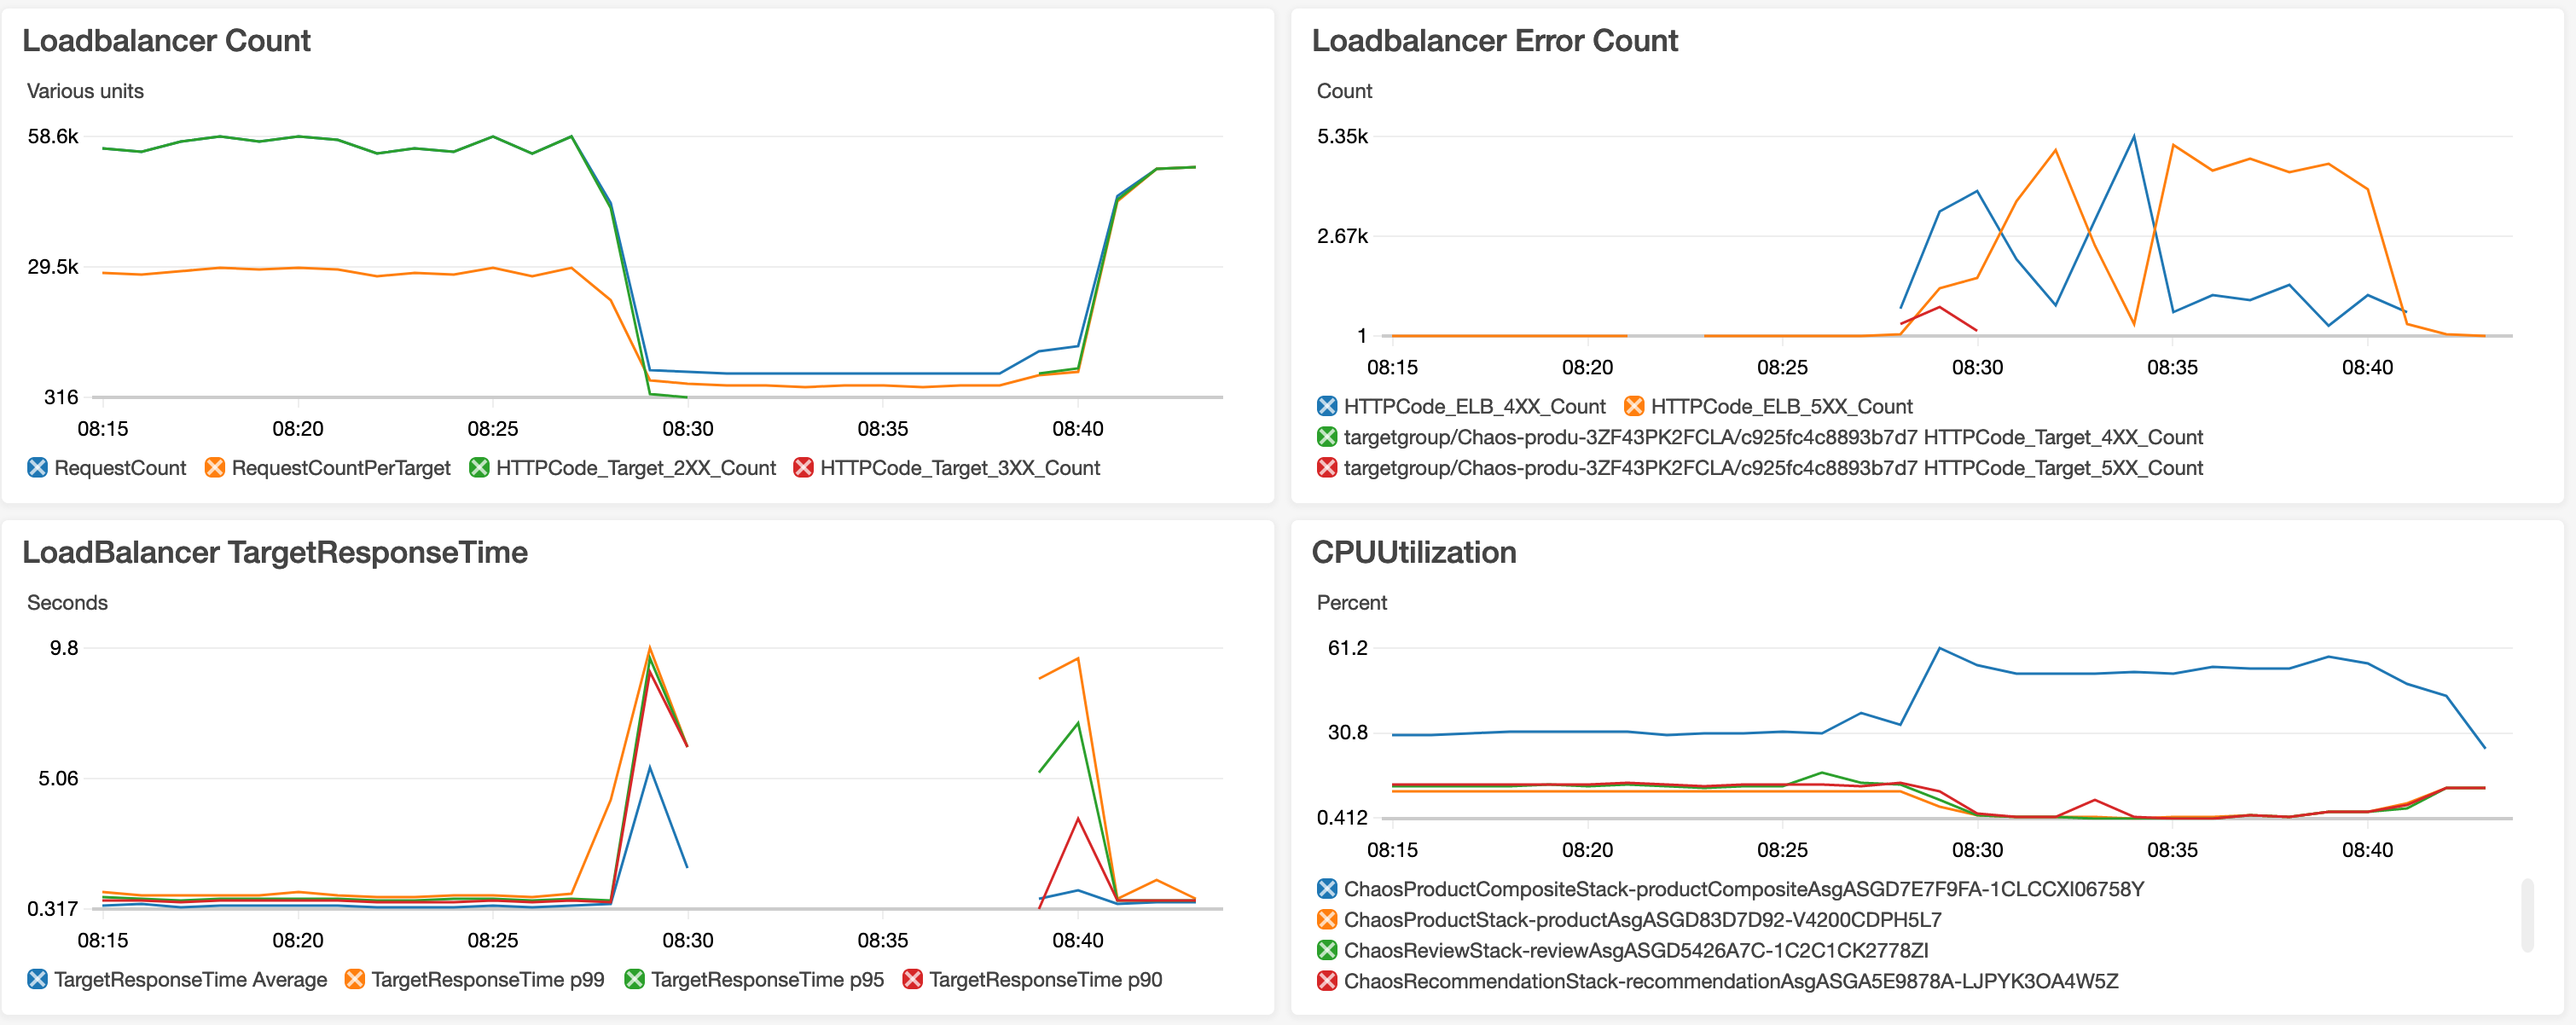 Loadbalancer Count
Various units
58.6k
29.5k
316
08:15 08:20 08:25 08:30 08:35 08:40
RequestCount RequestCountPerTarget HTTPCode_Target_2XX_Count HTTPCode_Target_3XX_Count
Loadbalancer Error Count
Count
5.35k
2.67k
1
08:15 08:20 08:25 08:30 08:35 08:40
HTTPCode_ELB_4XX_Count HTTPCode_ELB_5XX_Count
targetgroup/Chaos-produ-3ZF43PK2FCLA/c925fc4c8893b7d7 HTTPCode_Target_4XX_Count
targetgroup/Chaos-produ-3ZF43PK2FCLA/c925fc4c8893b7d7 HTTPCode_Target_5XX_Count
LoadBalancer TargetResponseTime
Seconds
9.8
5.06
0.317
08:15 08:20 08:25 08:30 08:35 08:40
TargetResponseTime Average TargetResponseTime p99 TargetResponseTime p95 TargetResponseTime p90
CPUUtilization
Percent
61.2
30.8
0.412
08:15 08:20 08:25 08:30 08:35 08:40
ChaosProductCompositeStack-productCompositeAsgASGD7E7F9FA-1CLCCXI06758Y
ChaosProductStack-productAsgASGD83D7D92-V4200CDPH5L7
ChaosReviewStack-reviewAsgASGD5426A7C-1C2C1CK2778ZI
ChaosRecommendationStack-recommendationAsgASGA5E9878A-LJPYK3OA4W5Z